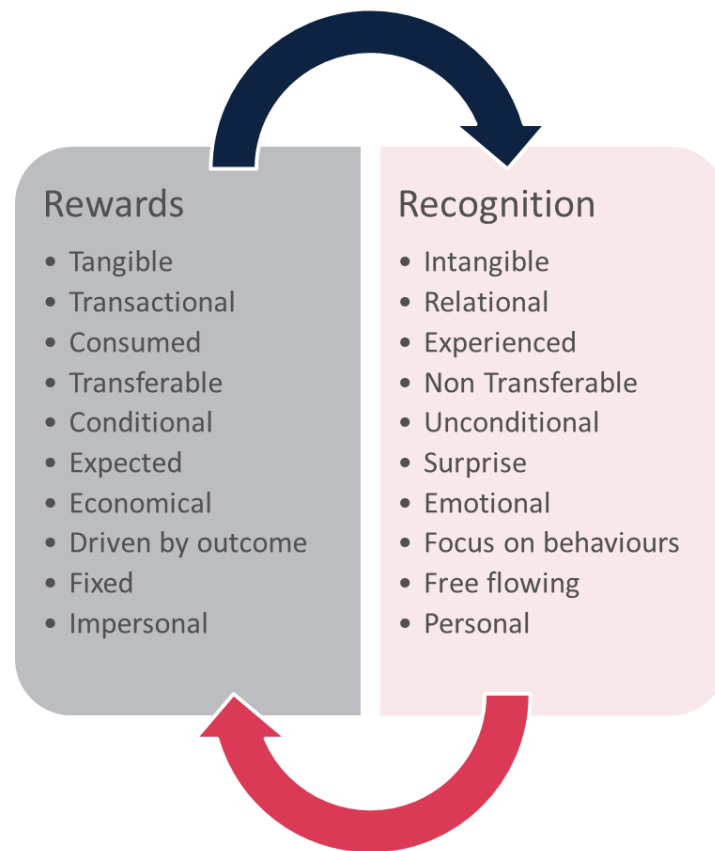 Rewards
• Tangible
• Transactional
• Consumed
• Transferable
• Conditional
• Expected
• Economical
• Driven by outcome
• Fixed
• Impersonal
Recognition
• Intangible
• Relational
• Experienced
• Non Transferable
• Unconditional
• Surprise
• Emotional
• Focus on behaviours
• Free flowing
• Personal